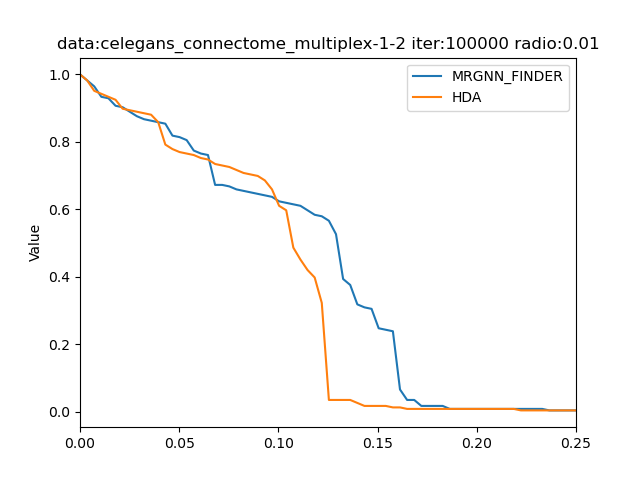 data:celegans_connectome_multiplex-1-2 iter:100000 radio:0.01
MRGNN_FINDER
HDA
Value
1.0
0.8
0.6
0.4
0.2
0.0
0.00 0.05 0.10 0.15 0.20 0.25